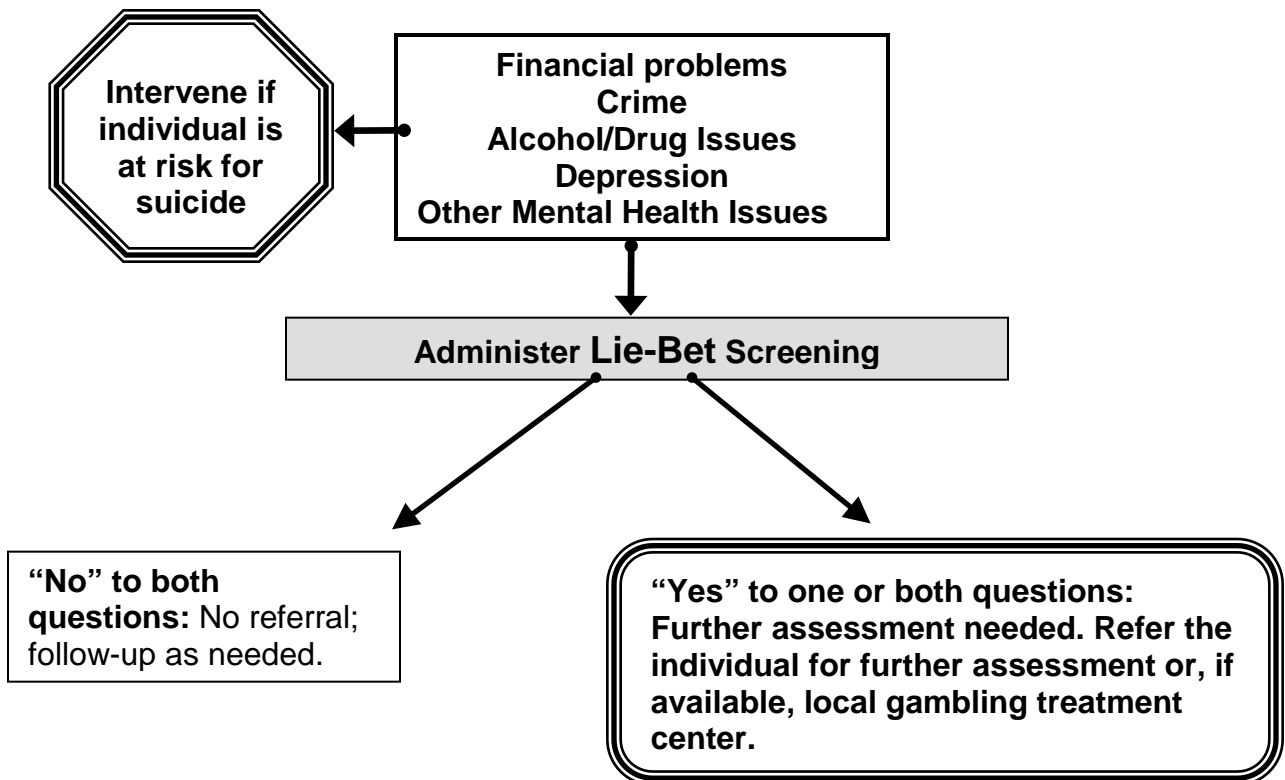 Intervene if
individual is
at risk for
suicide
Financial problems
Crime
Alcohol/Drug Issues
Depression
Other Mental Health Issues
Administer Lie-Bet Screening
“No” to both
questions: No referral;
follow-up as needed.
“Yes” to one or both questions:
Further assessment needed. Refer the
individual for further assessment or, if
available, local gambling treatment
center.